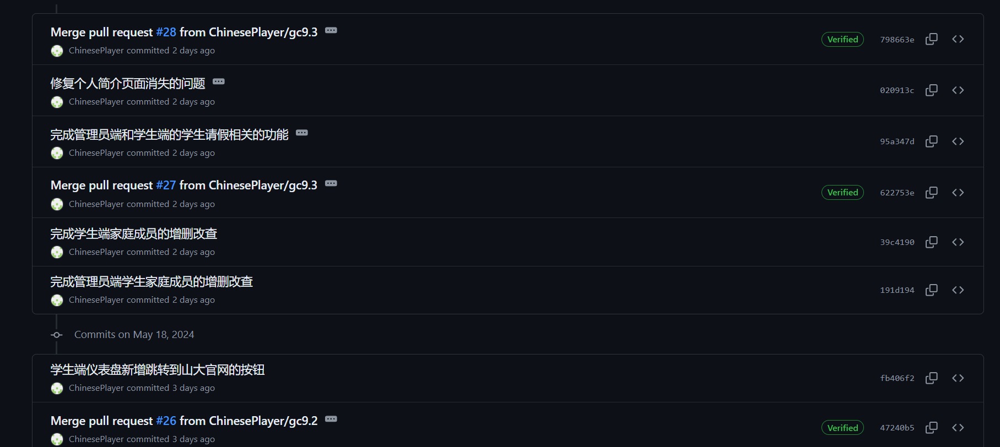 Merge pull request #28 from ChinesePlayer/gc9.3
ChinesePlayer committed 2 days ago
Verified
798663e
修复个人简介页面消失的问题
ChinesePlayer committed 2 days ago
020913c
完成管理员端和学生端的学生请假相关的功能
ChinesePlayer committed 2 days ago
95a347d
Merge pull request #27 from ChinesePlayer/gc9.3
ChinesePlayer committed 2 days ago
Verified
622753e
完成学生端家庭成员的增删改查
ChinesePlayer committed 2 days ago
39c4190
完成管理员端学生家庭成员的增删改查
ChinesePlayer committed 2 days ago
191d194
Commits on May 18, 2024
学生端仪表盘新增跳转到山大官网的按钮
ChinesePlayer committed 3 days ago
fb406f2
Merge pull request #26 from ChinesePlayer/gc9.2
ChinesePlayer committed 3 days ago
Verified
47240b5